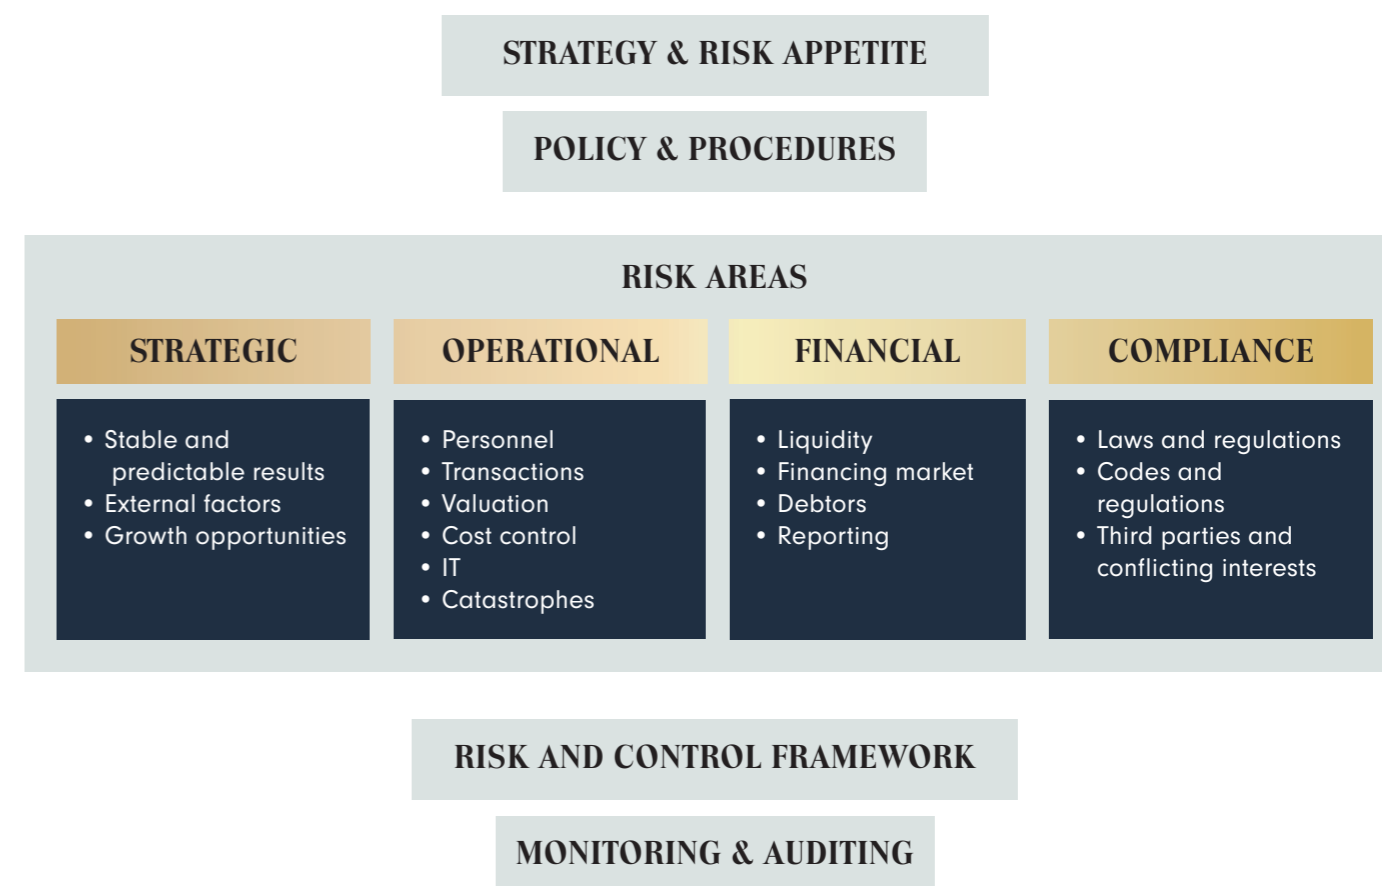 STRATEGY & RISK APPETITE
POLICY & PROCEDURES
RISK AREAS
STRATEGIC
• Stable and
predictable results
• External factors
• Growth opportunities
OPERATIONAL
• Personnel
• Transactions
• Valuation
• Cost control
• IT
• Catastrophes
FINANCIAL
• Liquidity
• Financing market
• Debtors
• Reporting
COMPLIANCE
• Laws and regulations
• Codes and
regulations
• Third parties and
conflicting interests
RISK AND CONTROL FRAMEWORK
MONITORING & AUDITING